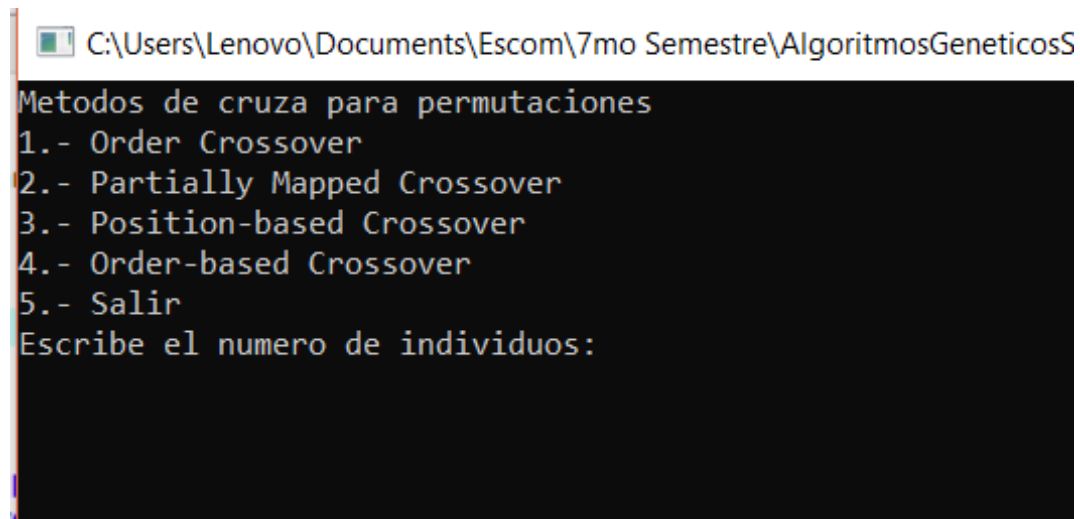 C:\Users\Lenovo\Documents\Escom\7mo Semestre\AlgoritmosGeneticosS
Metodos de cruza para permutaciones
1.- Order Crossover
2.- Partially Mapped Crossover
3.- Position-based Crossover
4.- Order-based Crossover
5.- Salir
Escribe el numero de individuos: